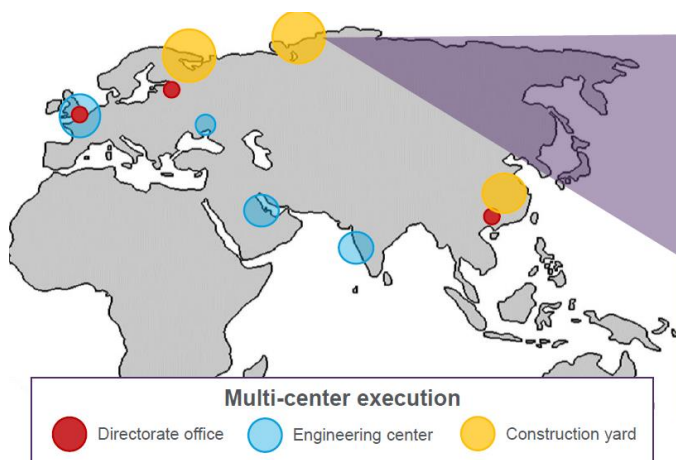 Multi-center execution
Directorate office
Engineering center
Construction yard